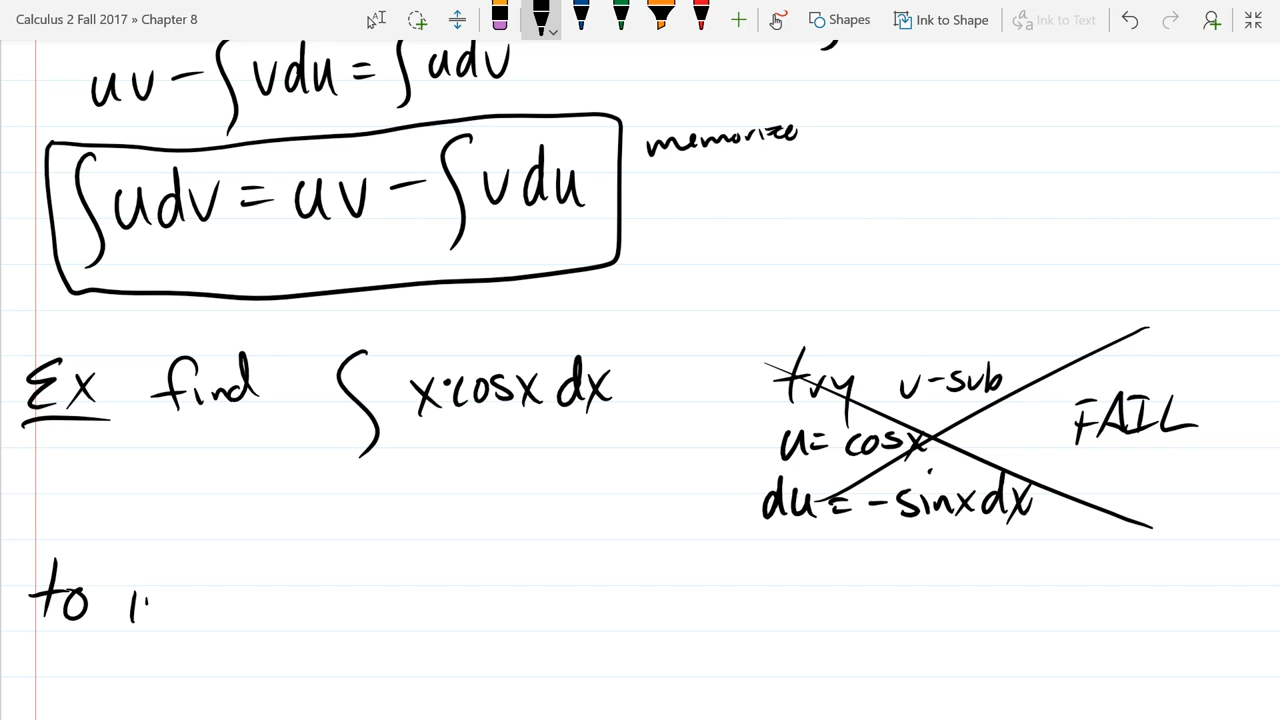 Calculus 2 Fall 2017 » Chapter 8
Shapes
Ink to Shape
Ink to Text
uv - ∫ vdu = ∫ udv
∫ udv = uv - ∫ vdu
memorize
Ex find ∫ x·cosx dx
try u-sub
u = cosx
du = -sinx dx
FAIL
to